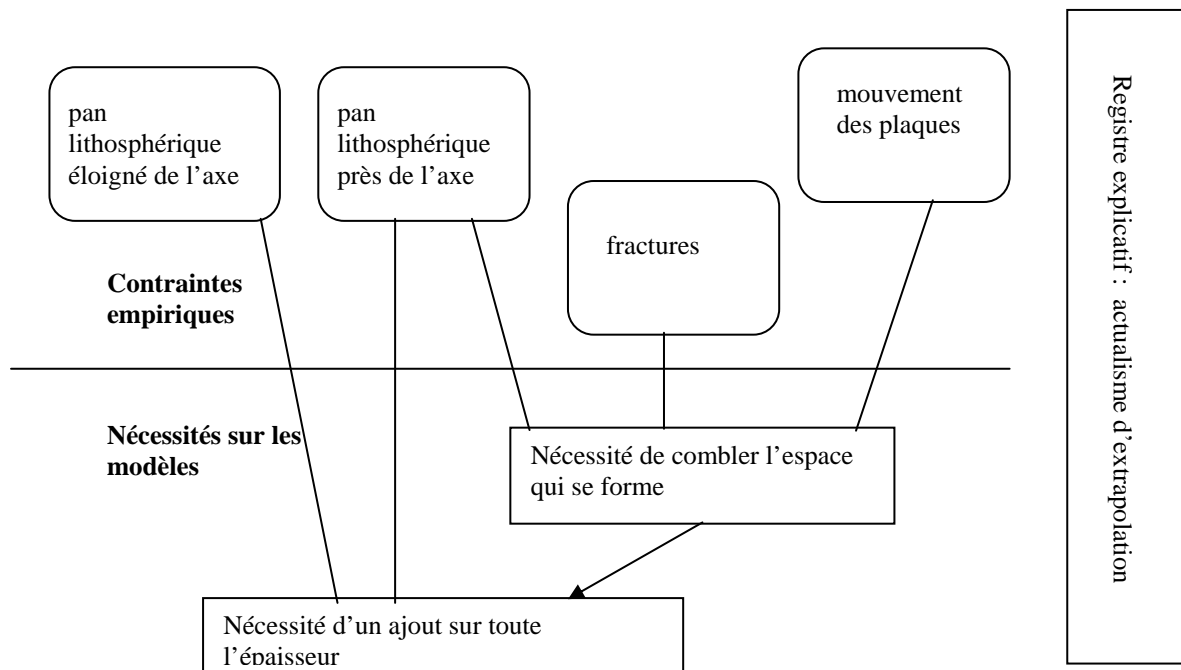 pan
lithosphérique
éloigné de l'axe
pan
lithosphérique
près de l'axe
mouvement
des plaques
fractures
Contraintes
empiriques
Nécessités sur les
modèles
Nécessité de combler l'espace
qui se forme
Nécessité d'un ajout sur toute
l'épaisseur
Registre explicatif : actualisme d'extrapolation